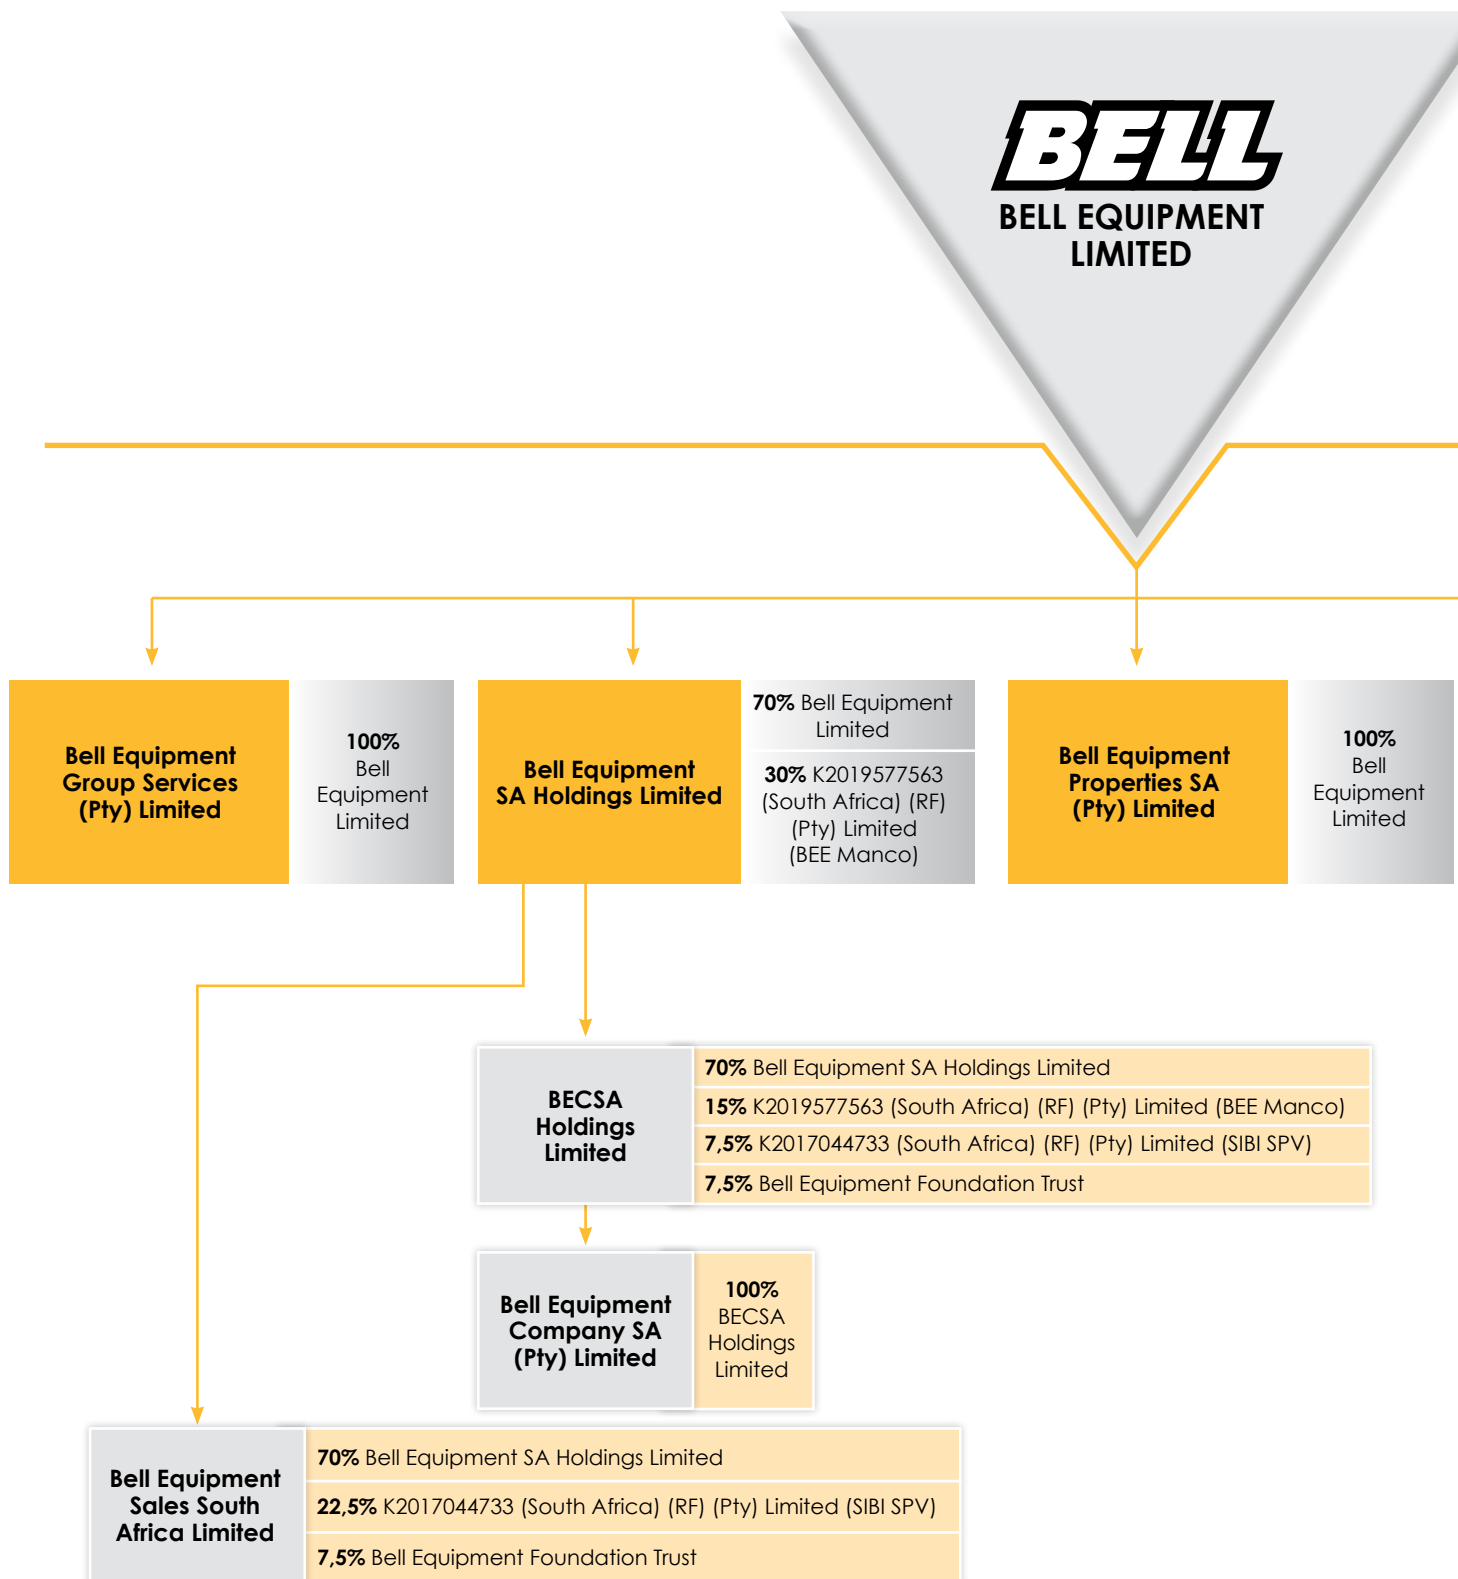 BELL
BELL EQUIPMENT
LIMITED
Bell Equipment
Group Services
(Pty) Limited
100%
Bell
Equipment
Limited
Bell Equipment
SA Holdings Limited
70% Bell Equipment
Limited
30% K2019577563
(South Africa) (RF)
(Pty) Limited
(BEE Manco)
Bell Equipment
Properties SA
(Pty) Limited
100%
Bell
Equipment
Limited
BECSA
Holdings
Limited
70% Bell Equipment SA Holdings Limited
15% K2019577563 (South Africa) (RF) (Pty) Limited (BEE Manco)
7,5% K2017044733 (South Africa) (RF) (Pty) Limited (SIBI SPV)
7,5% Bell Equipment Foundation Trust
Bell Equipment
Company SA
(Pty) Limited
100%
BECSA
Holdings
Limited
Bell Equipment
Sales South
Africa Limited
70% Bell Equipment SA Holdings Limited
22,5% K2017044733 (South Africa) (RF) (Pty) Limited (SIBI SPV)
7,5% Bell Equipment Foundation Trust